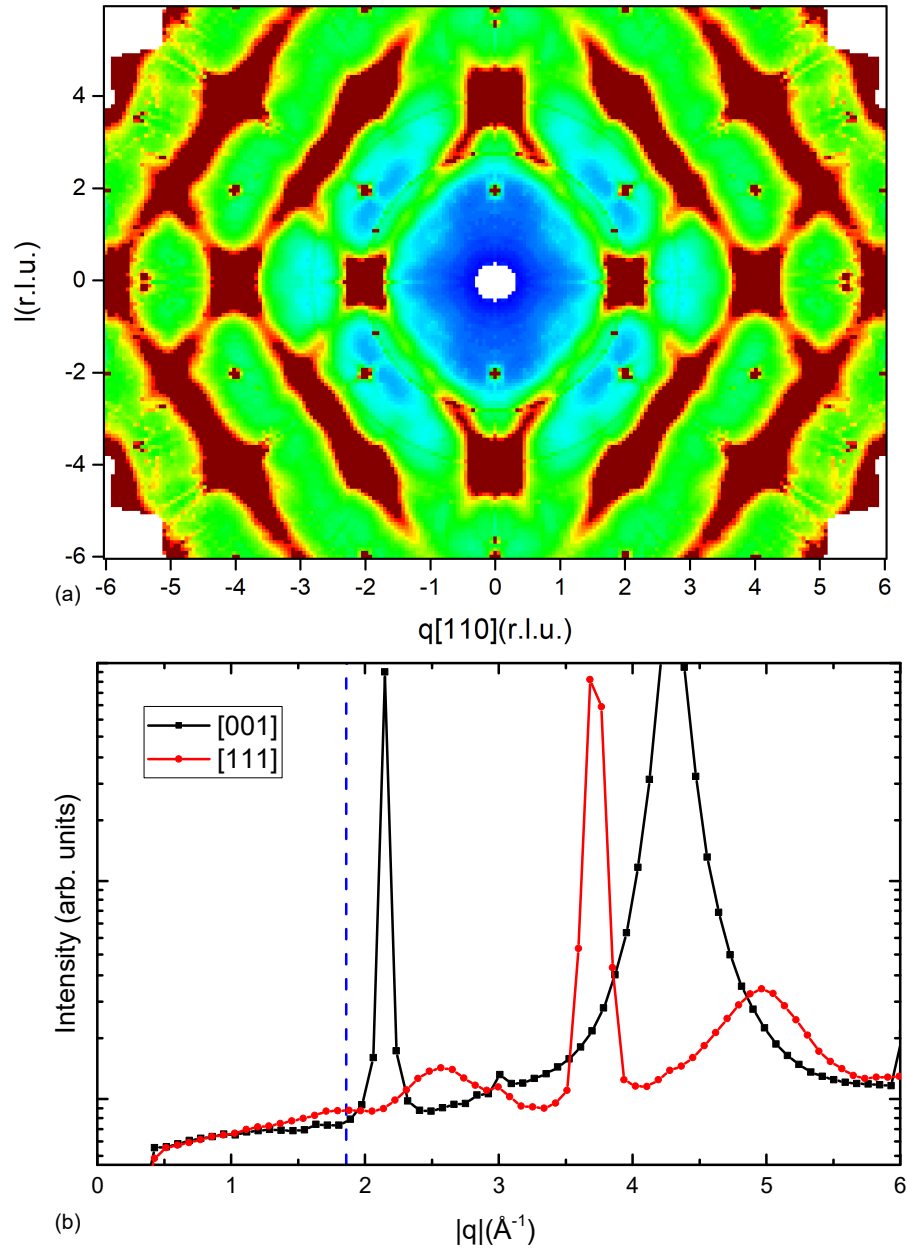 4
2
0
-2
-4
-6
l(r.l.u.)
-6 -5 -4 -3 -2 -1 0 1 2 3 4 5 6
(a)
q[110](r.l.u.)
[001]
[111]
Intensity (arb. units)
0 1 2 3 4 5 6
(b)
|q|(Å⁻¹)